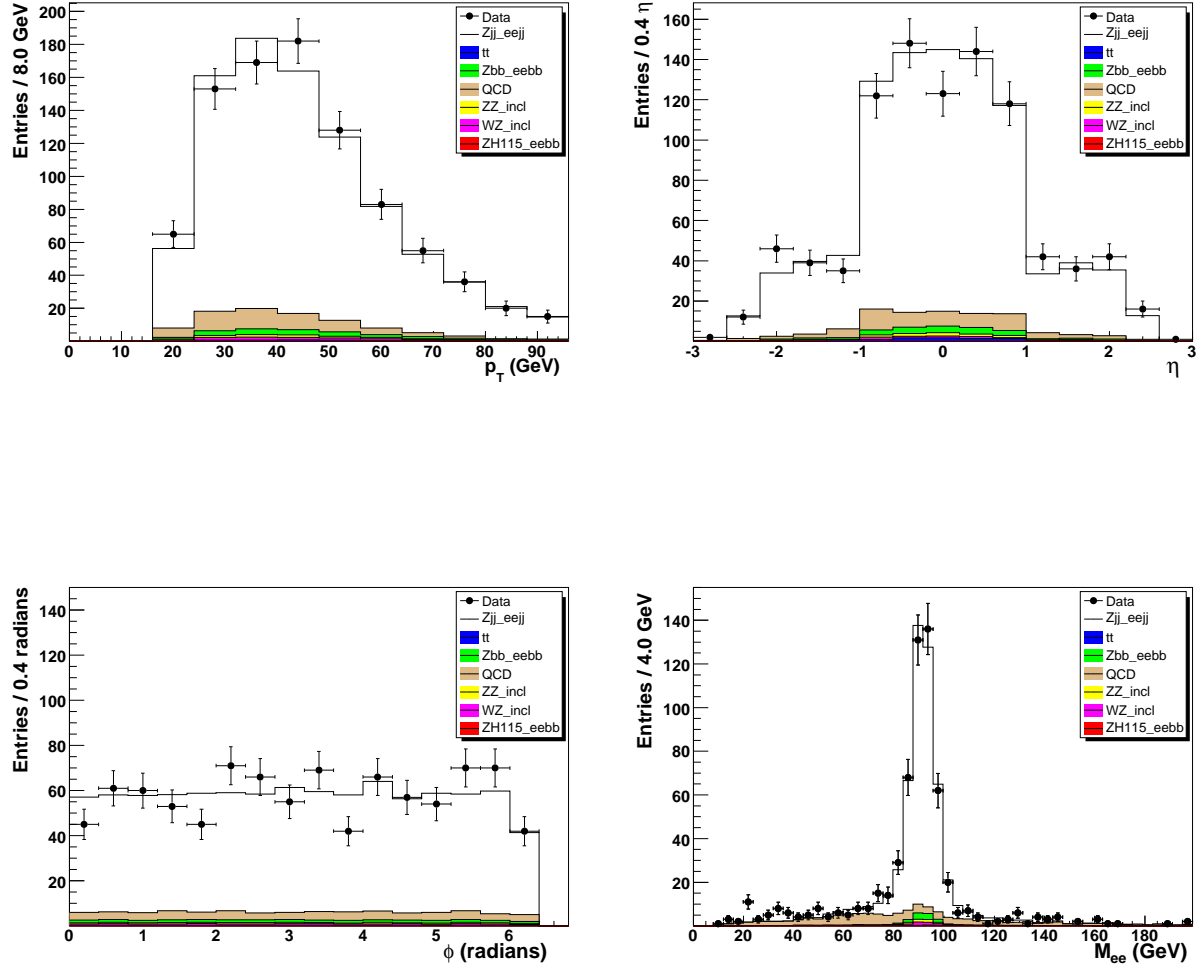 Entries / 8.0 GeV
200
180
160
140
120
100
80
60
40
20
0 10 20 30 40 50 60 70 80 90
p_T (GeV)
Data
Zjj_eejj
tt
Zbb_eebb
QCD
ZZ_incl
WZ_incl
ZH115_eebb
Entries / 0.4 η
160
140
120
100
80
60
40
20
-3 -2 -1 0 1 2 3
η
Data
Zjj_eejj
tt
Zbb_eebb
QCD
ZZ_incl
WZ_incl
ZH115_eebb
Entries / 0.4 radians
140
120
100
80
60
40
20
0 1 2 3 4 5 6
ϕ (radians)
Data
Zjj_eejj
tt
Zbb_eebb
QCD
ZZ_incl
WZ_incl
ZH115_eebb
Entries / 4.0 GeV
140
120
100
80
60
40
20
0 20 40 60 80 100 120 140 160 180
M_ee (GeV)
Data
Zjj_eejj
tt
Zbb_eebb
QCD
ZZ_incl
WZ_incl
ZH115_eebb